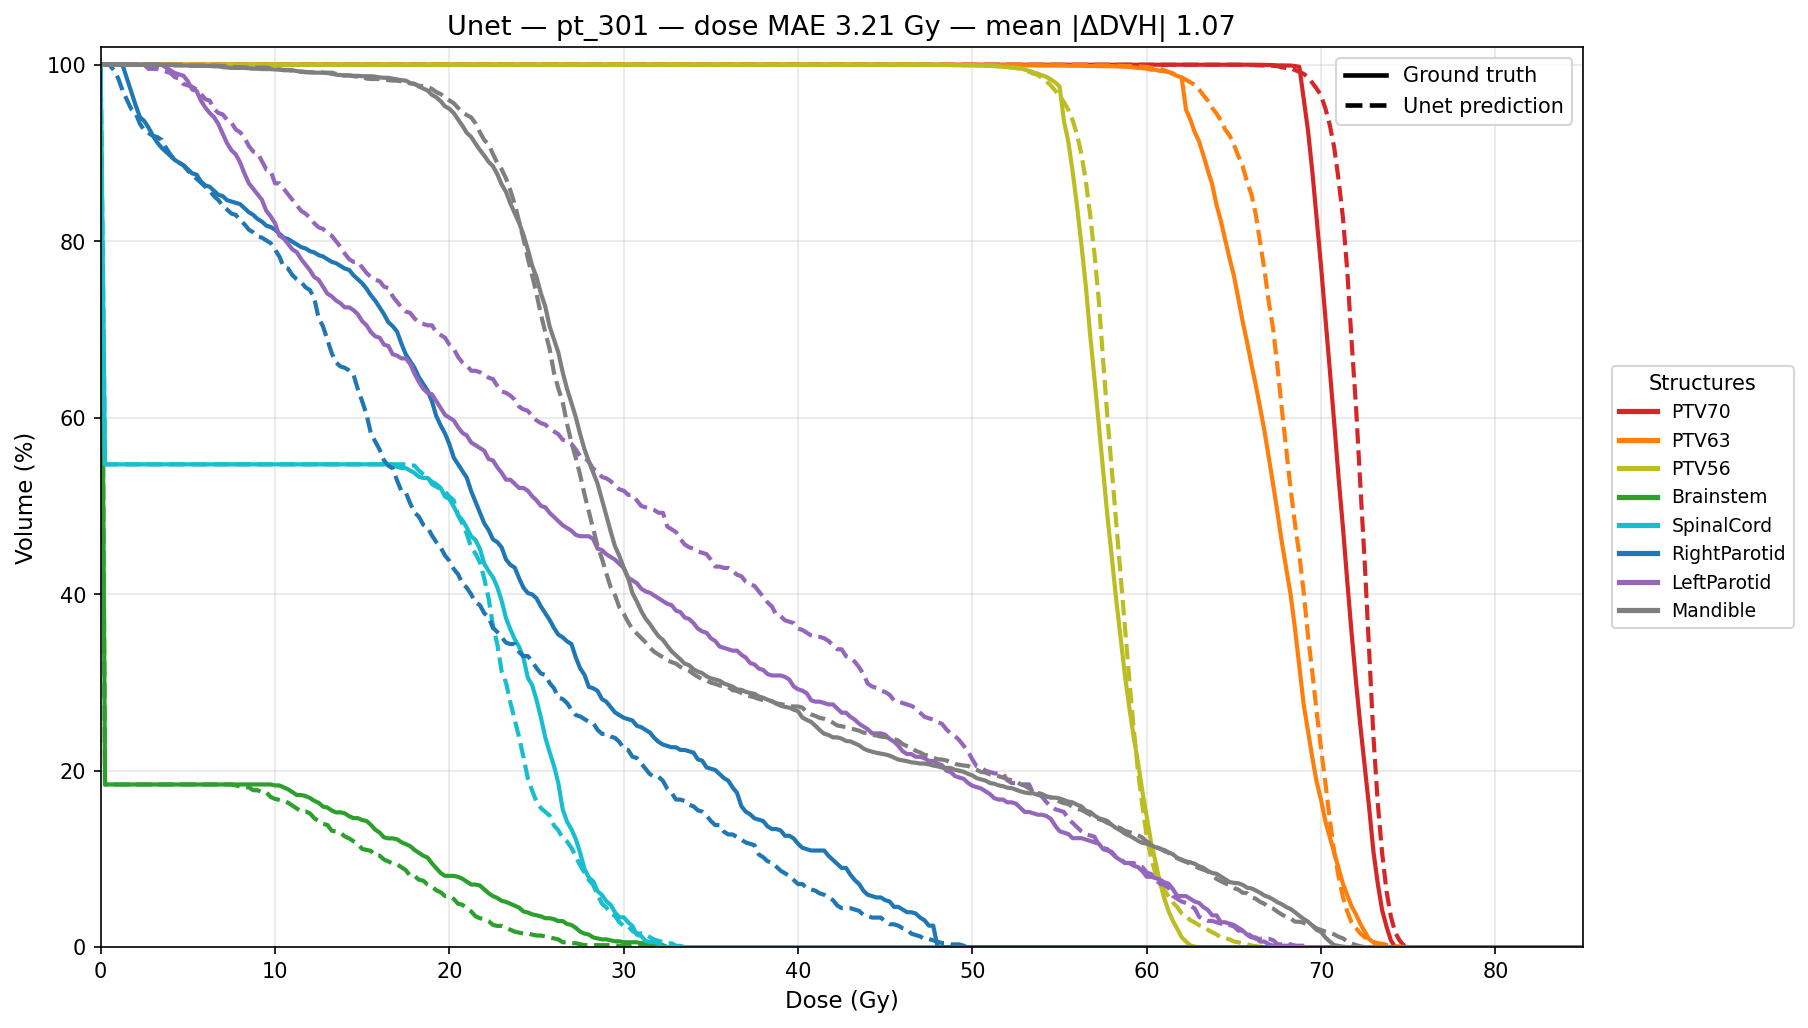 Unet — pt_301 — dose MAE 3.21 Gy — mean |ΔDVH| 1.07
Ground truth
Unet prediction
100
80
60
40
20
0
Volume (%)
0 10 20 30 40 50 60 70 80
Dose (Gy)
Structures
PTV70
PTV63
PTV56
Brainstem
SpinalCord
RightParotid
LeftParotid
Mandible